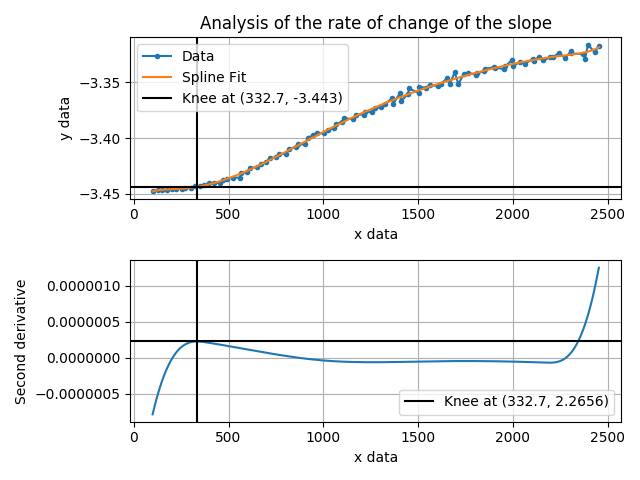 Analysis of the rate of change of the slope
Data
Spline Fit
Knee at (332.7, -3.443)
y data
−3.35
−3.40
−3.45
0 500 1000 1500 2000 2500
x data
Second derivative
0.0000010
0.0000005
0.0000000
−0.0000005
Knee at (332.7, 2.2656)
0 500 1000 1500 2000 2500
x data